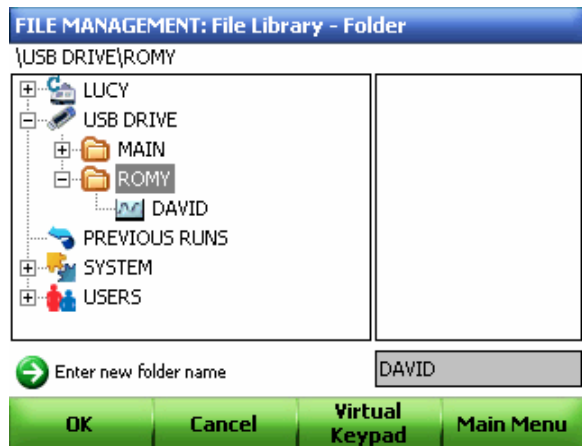 FILE MANAGEMENT: File Library - Folder
\USB DRIVE\ROMY
LUCY
USB DRIVE
MAIN
ROMY
DAVID
PREVIOUS RUNS
SYSTEM
USERS
Enter new folder name
DAVID
OK
Cancel
Virtual
Keypad
Main Menu